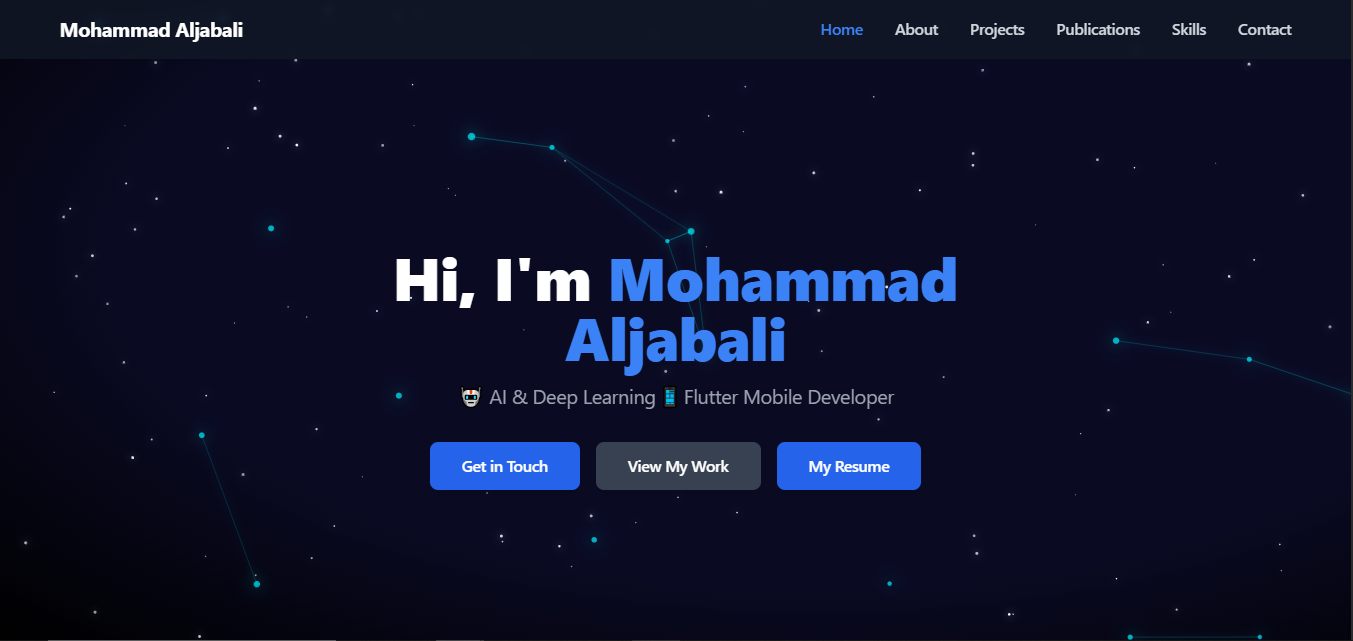 Mohammad Aljabali
Home About Projects Publications Skills Contact
Hi, I'm Mohammad
Aljabali
🤖 AI & Deep Learning 📱 Flutter Mobile Developer
Get in Touch View My Work My Resume